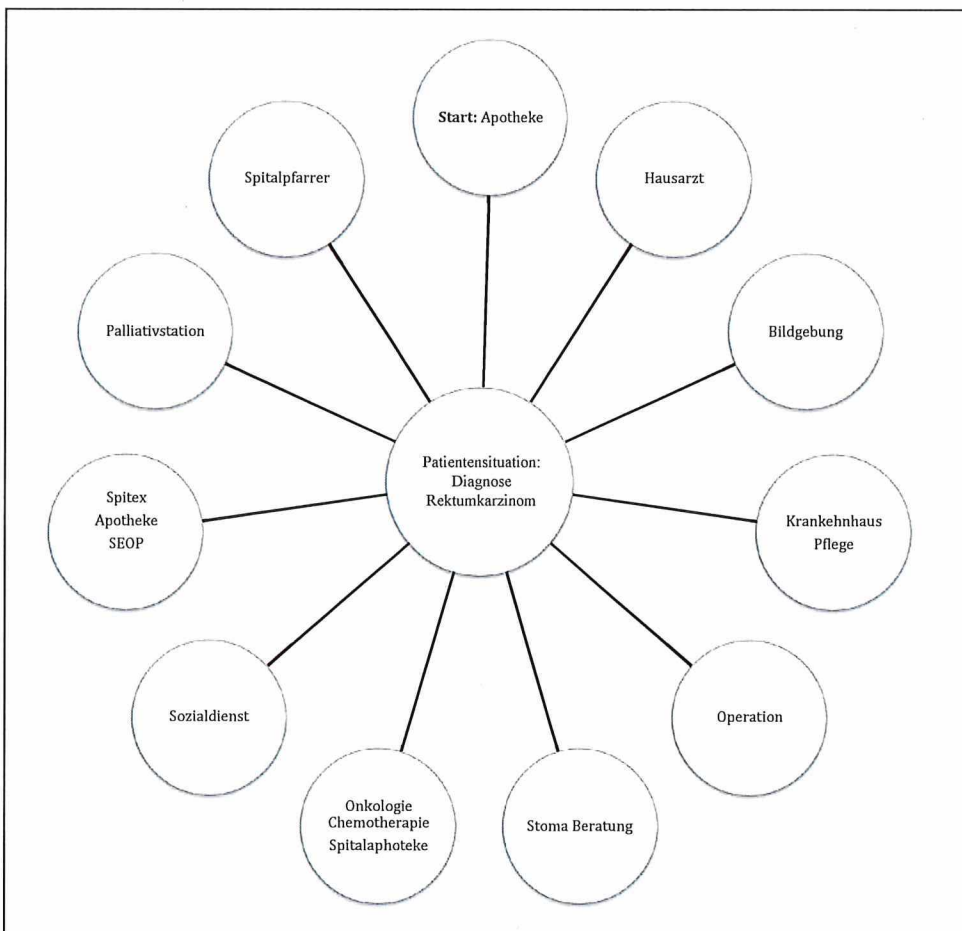 Start: Apotheke
Hausarzt
Bildgebung
Krankehnhaus
Pflege
Operation
Stoma Beratung
Onkologie
Chemotherapie
Spitalaphoteke
Sozialdienst
Spitex
Apotheke
SEOP
Palliativstation
Spitalpfarrer
Patientensituation:
Diagnose
Rektumkarzinom